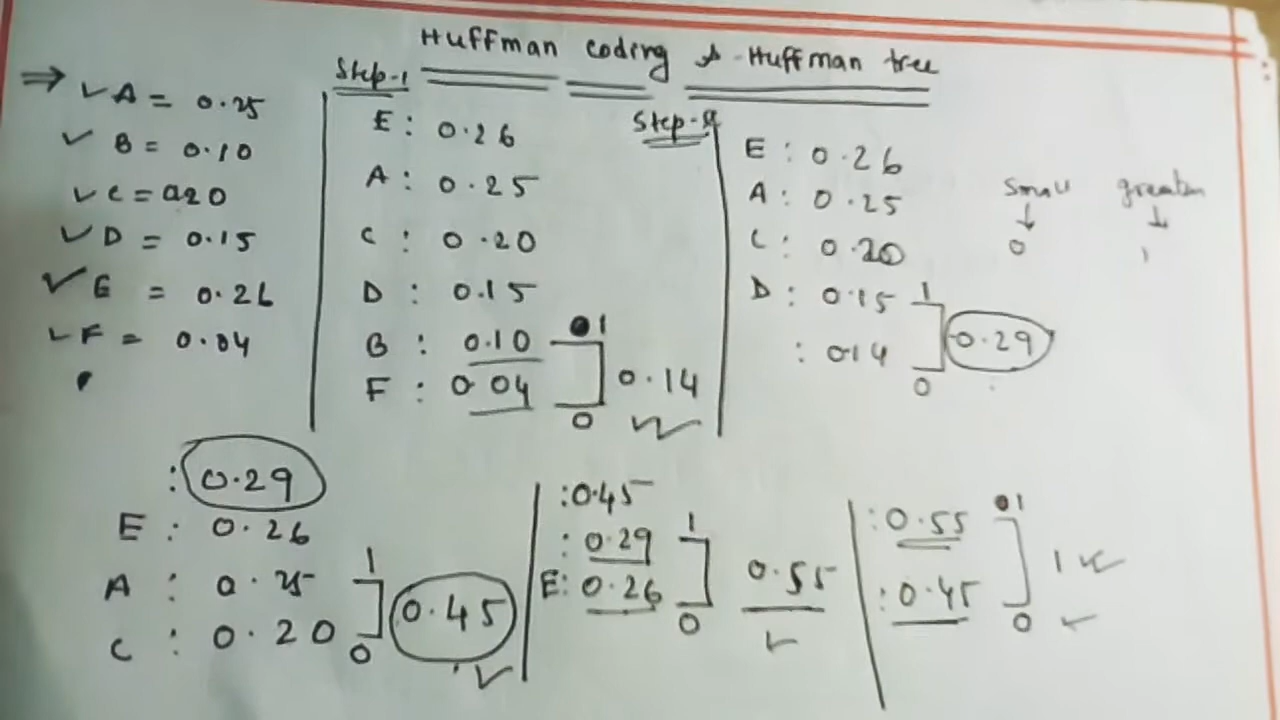 Huffman coding & Huffman tree
⇒ A = 0.25
B = 0.10
C = 0.20
D = 0.15
E = 0.26
F = 0.04
Step-1
E : 0.26
A : 0.25
C : 0.20
D : 0.15
B : 0.10 1
F : 0.04 0
0.14
Step-2
E : 0.26
A : 0.25
C : 0.20
D : 0.15 1
: 0.14 0
0.29
small greater
↓ ↓
0 1
: 0.29
E : 0.26
A : 0.25 1
C : 0.20 0
0.45
: 0.45
: 0.29 1
E : 0.26 0
0.55
: 0.55 1
: 0.45 0
1